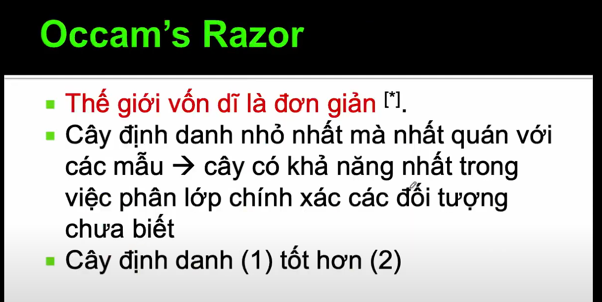 Occam's Razor
Thế giới vốn dĩ là đơn giản [*].
Cây định danh nhỏ nhất mà nhất quán với
các mẫu → cây có khả năng nhất trong
việc phân lớp chính xác các đối tượng
chưa biết
Cây định danh (1) tốt hơn (2)